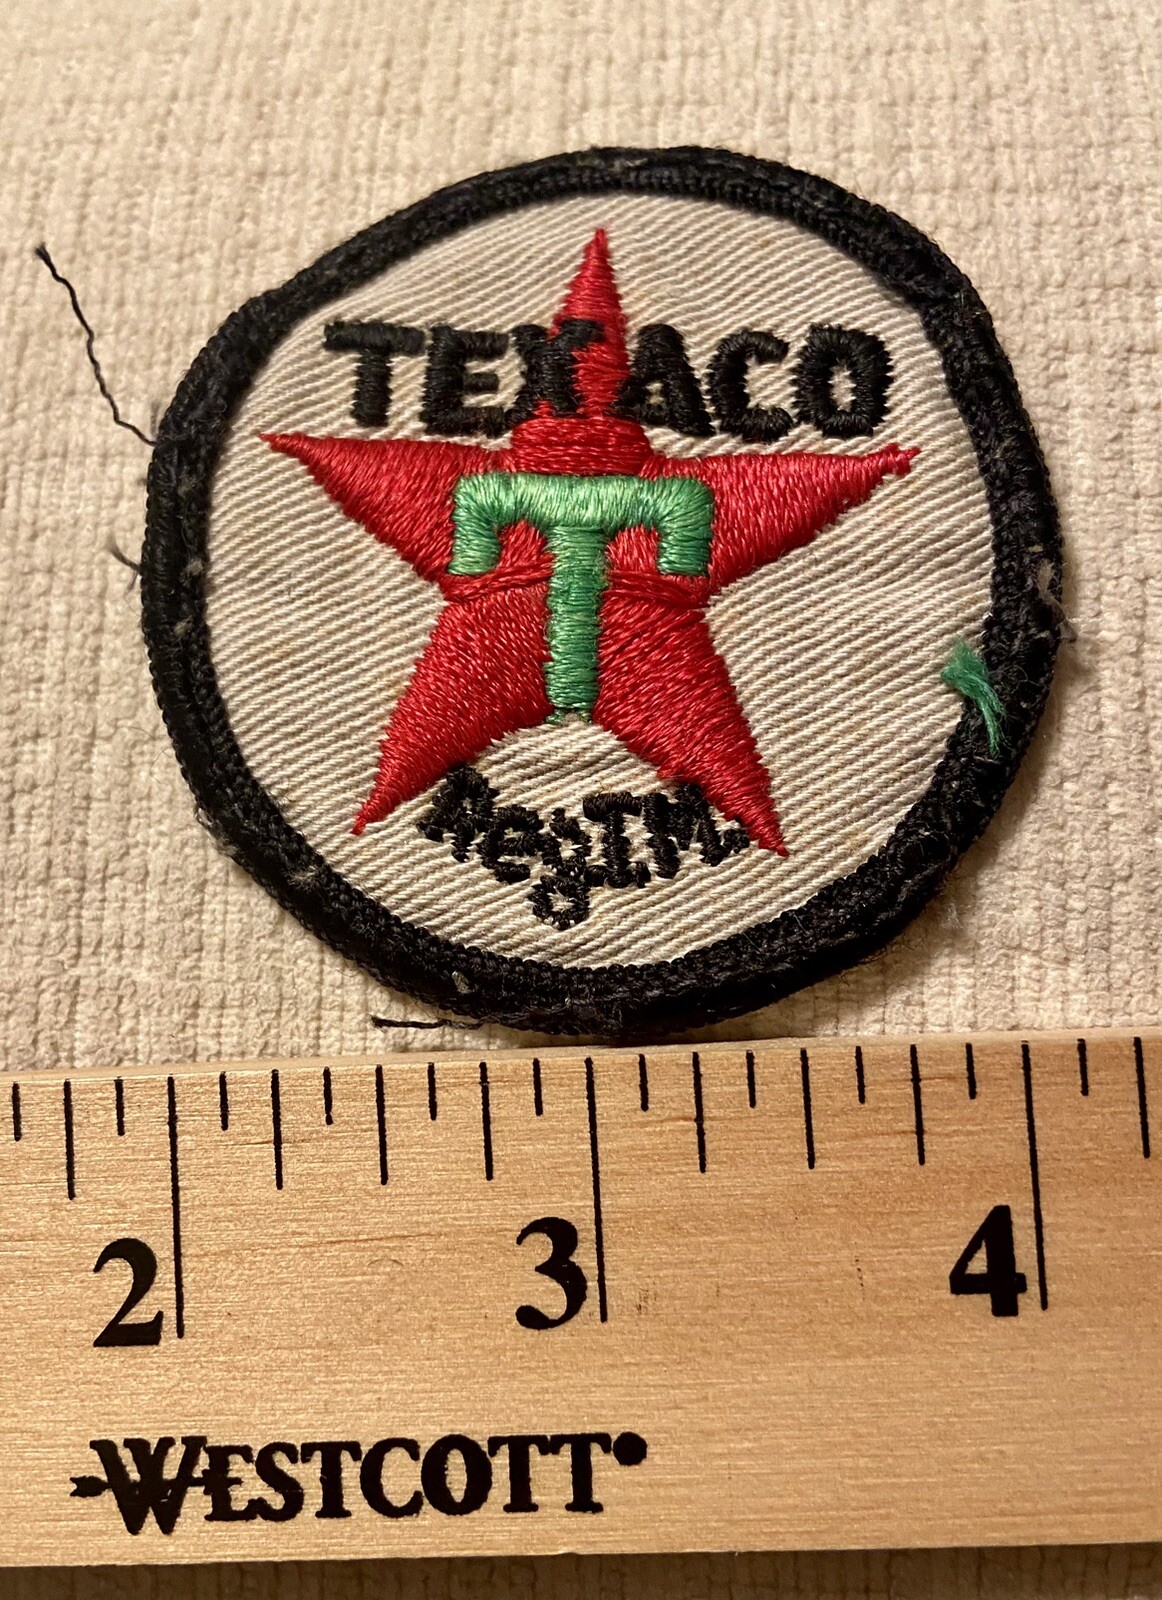 TEXACO
T
Reg.T.M.
2 3 4
WESTCOTT